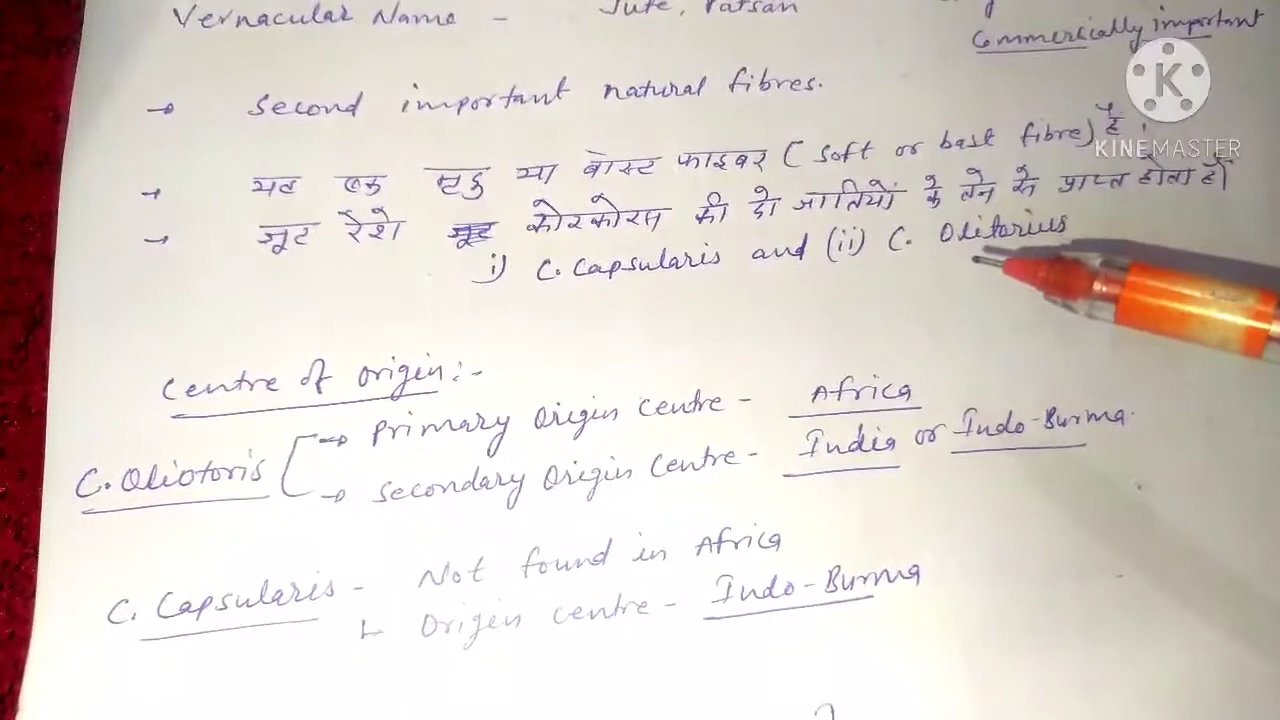 Vernacular Name - Jute, Patsan
Commerically important
→ Second important natural fibres.
→ यह एक मृदु या बास्ट फाइबर (soft or bast fibre) है।
→ जूट रेशे कोरकोरस की दो जातियों के तने से प्राप्त होता है।
i) C. Capsularis and (ii) C. Olitorius
Centre of origin:-
C. Oliotoris → Primary Origin Centre - Africa
→ Secondary Origin Centre - India or Indo-Burma.
C. Capsularis - Not found in Africa
Origin centre - Indo-Burma
KINEMASTER